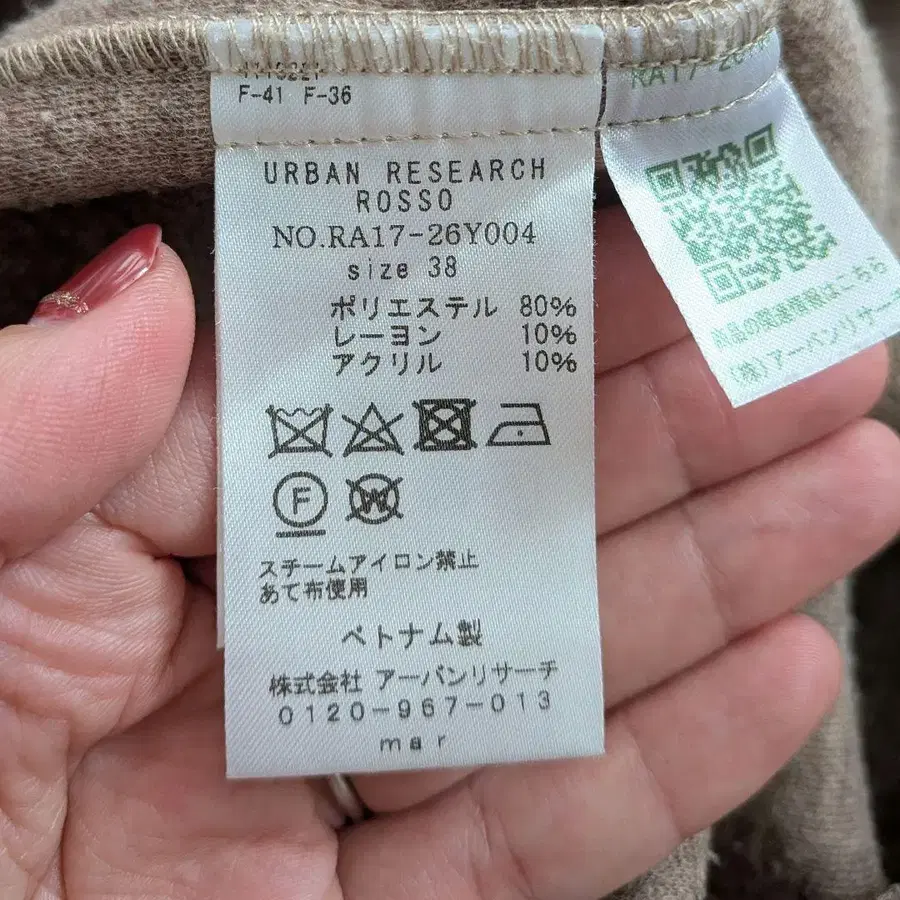 F-41 F-36
URBAN RESEARCH
ROSSO
NO.RA17-26Y004
size 38
ポリエステル 80%
レーヨン 10%
アクリル 10%
F
W
スチームアイロン禁止
あて布使用
ベトナム製
株式会社 アーバンリサーチ
0120-967-013
mar
商品の関連情報はこちら
(株)アーバンリサー